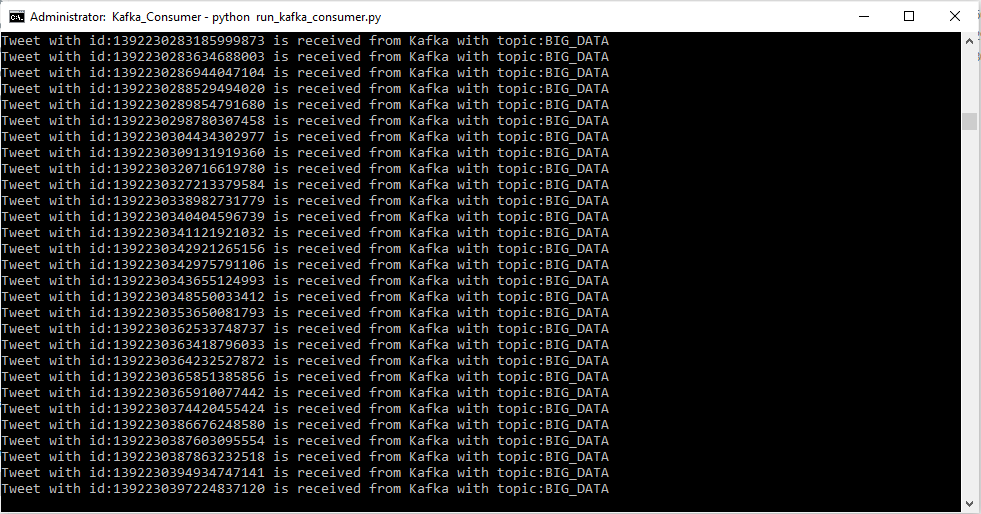 Administrator: Kafka_Consumer - python run_kafka_consumer.py
Tweet with id:1392230283185999873 is received from Kafka with topic:BIG_DATA
Tweet with id:1392230283634688003 is received from Kafka with topic:BIG_DATA
Tweet with id:1392230286944047104 is received from Kafka with topic:BIG_DATA
Tweet with id:1392230288529494020 is received from Kafka with topic:BIG_DATA
Tweet with id:1392230289854791680 is received from Kafka with topic:BIG_DATA
Tweet with id:1392230298780307458 is received from Kafka with topic:BIG_DATA
Tweet with id:1392230304434302977 is received from Kafka with topic:BIG_DATA
Tweet with id:1392230309131919360 is received from Kafka with topic:BIG_DATA
Tweet with id:1392230320716619780 is received from Kafka with topic:BIG_DATA
Tweet with id:1392230327213379584 is received from Kafka with topic:BIG_DATA
Tweet with id:1392230338982731779 is received from Kafka with topic:BIG_DATA
Tweet with id:1392230340404596739 is received from Kafka with topic:BIG_DATA
Tweet with id:1392230341121921032 is received from Kafka with topic:BIG_DATA
Tweet with id:1392230342921265156 is received from Kafka with topic:BIG_DATA
Tweet with id:1392230342975791106 is received from Kafka with topic:BIG_DATA
Tweet with id:1392230343655124993 is received from Kafka with topic:BIG_DATA
Tweet with id:1392230348550033412 is received from Kafka with topic:BIG_DATA
Tweet with id:1392230353650081793 is received from Kafka with topic:BIG_DATA
Tweet with id:1392230362533748737 is received from Kafka with topic:BIG_DATA
Tweet with id:1392230363418796033 is received from Kafka with topic:BIG_DATA
Tweet with id:1392230364232527872 is received from Kafka with topic:BIG_DATA
Tweet with id:1392230365851385856 is received from Kafka with topic:BIG_DATA
Tweet with id:1392230365910077442 is received from Kafka with topic:BIG_DATA
Tweet with id:1392230374420455424 is received from Kafka with topic:BIG_DATA
Tweet with id:1392230386676248580 is received from Kafka with topic:BIG_DATA
Tweet with id:1392230387603095554 is received from Kafka with topic:BIG_DATA
Tweet with id:1392230387863232518 is received from Kafka with topic:BIG_DATA
Tweet with id:1392230394934747141 is received from Kafka with topic:BIG_DATA
Tweet with id:1392230397224837120 is received from Kafka with topic:BIG_DATA